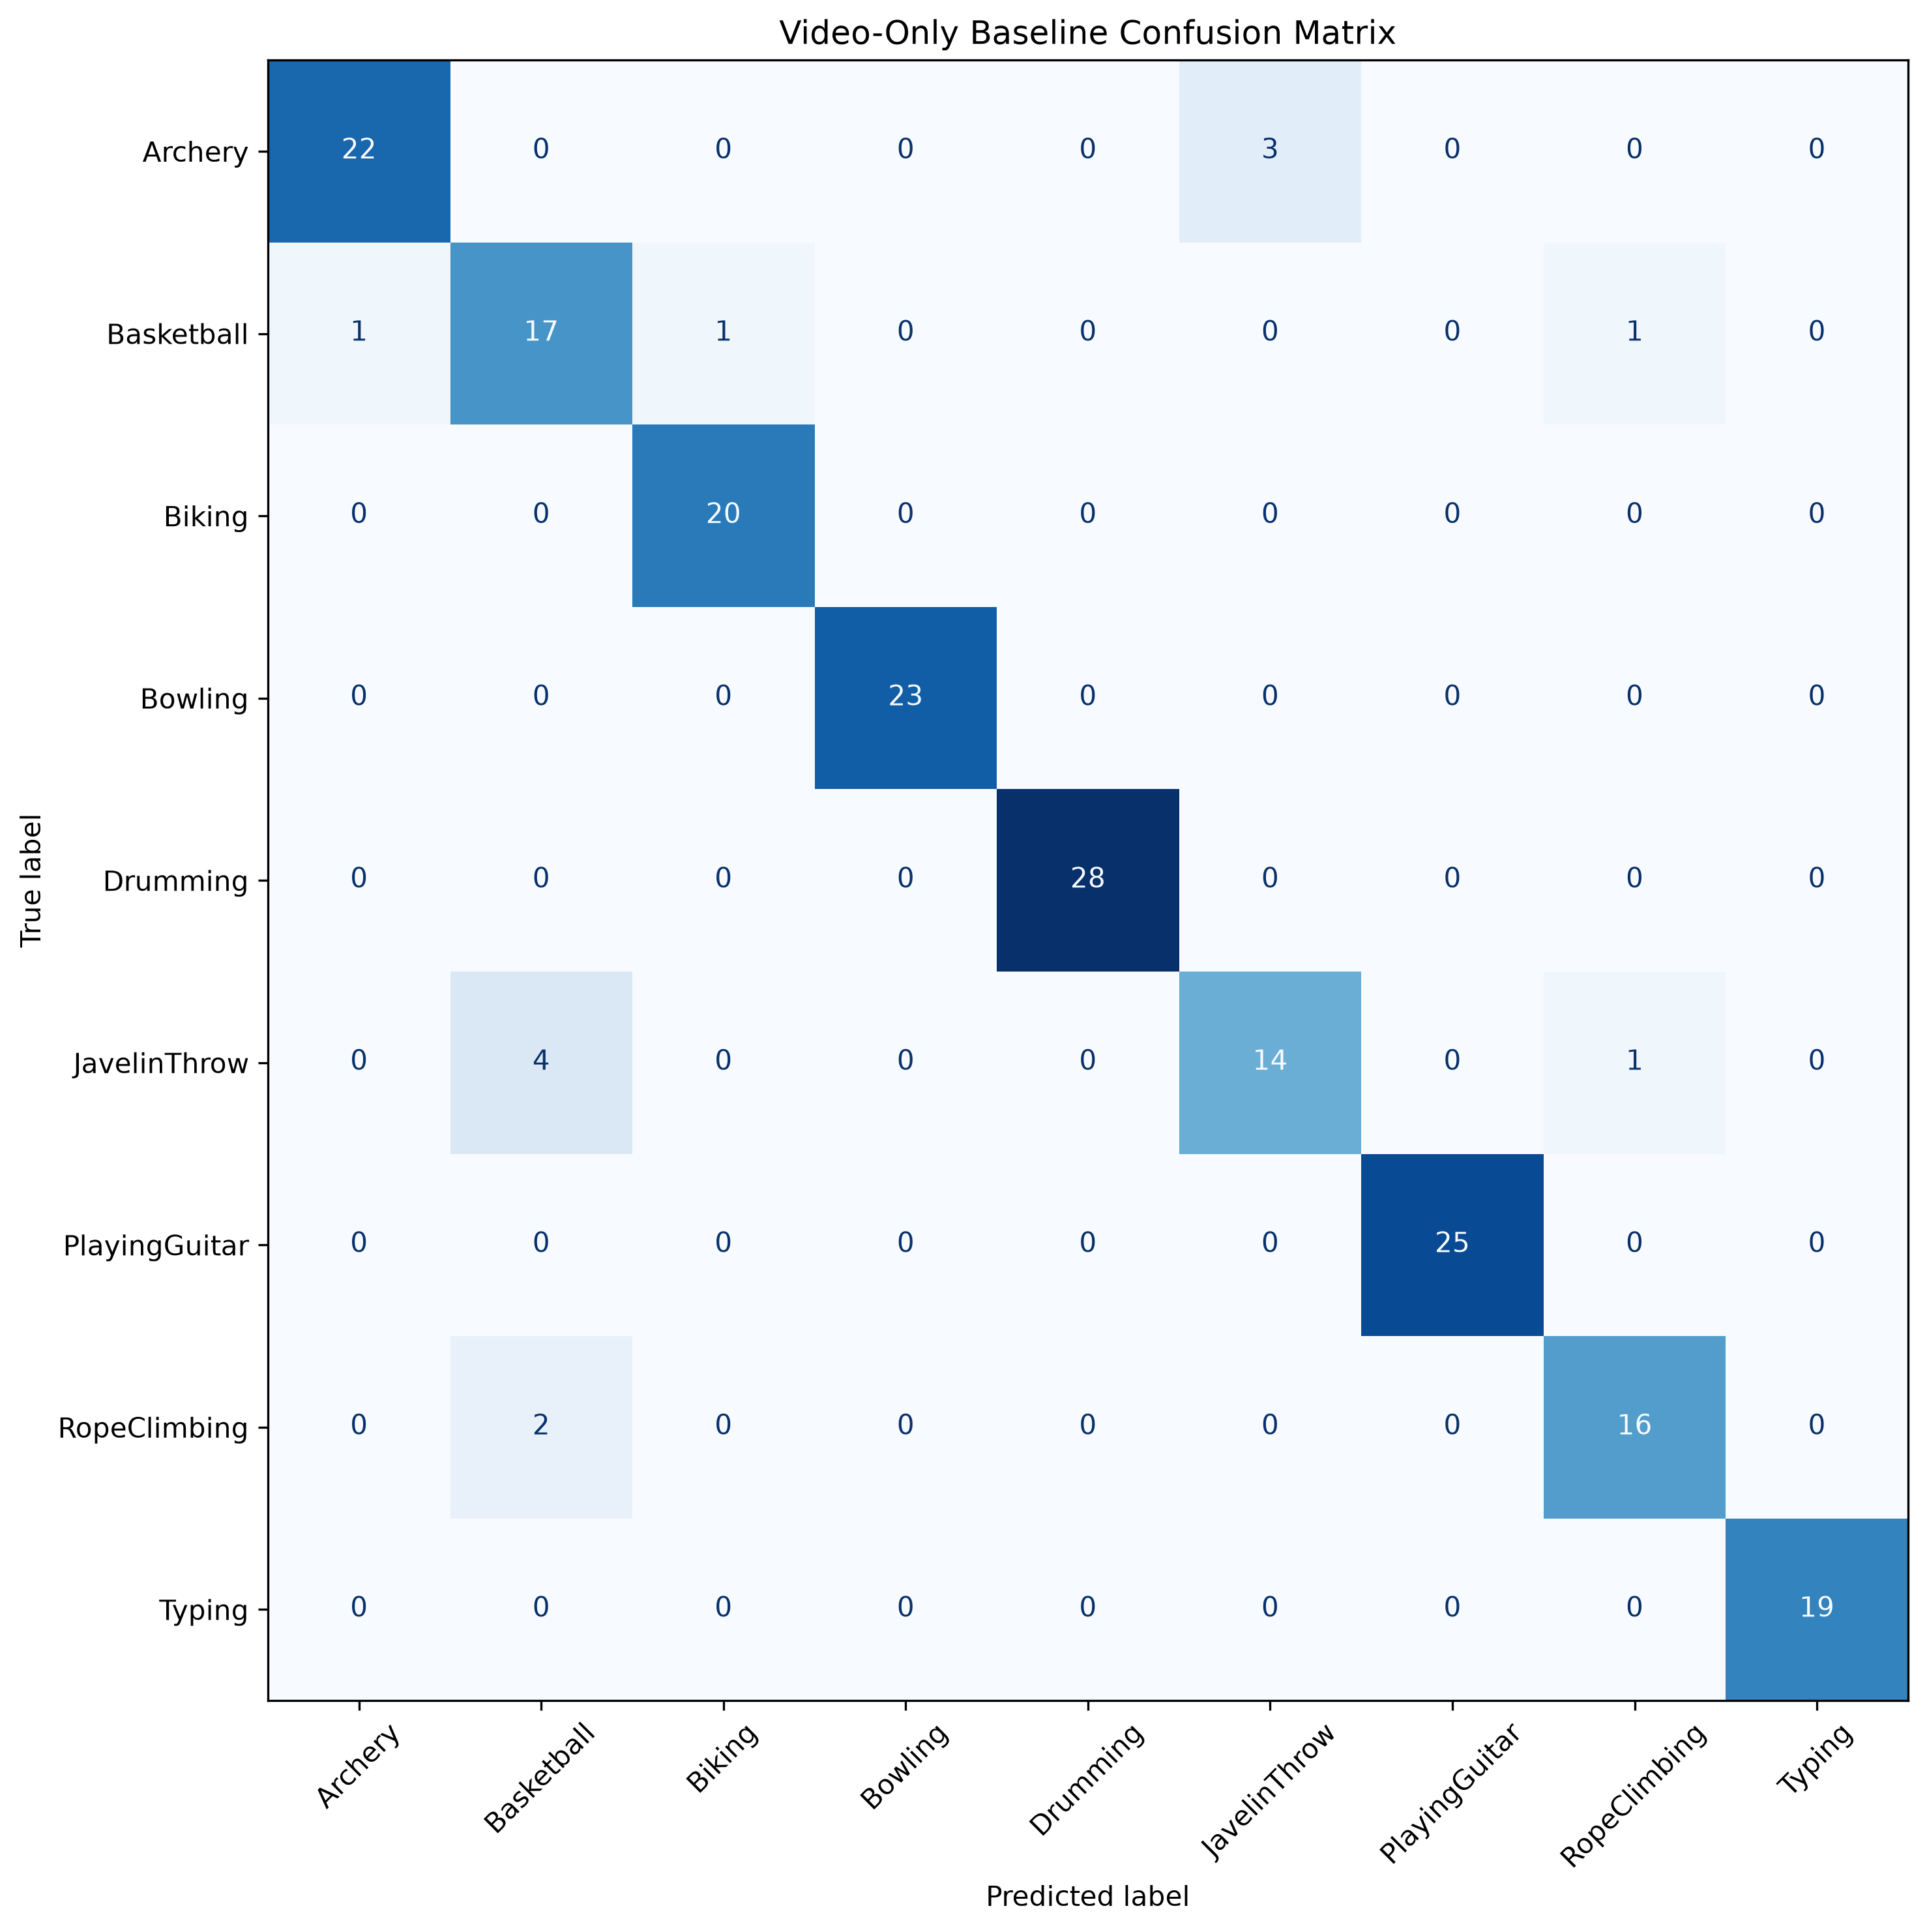 Video-Only Baseline Confusion Matrix
True label
Archery 22 0 0 0 0 3 0 0 0
Basketball 1 17 1 0 0 0 0 1 0
Biking 0 0 20 0 0 0 0 0 0
Bowling 0 0 0 23 0 0 0 0 0
Drumming 0 0 0 0 28 0 0 0 0
JavelinThrow 0 4 0 0 0 14 0 1 0
PlayingGuitar 0 0 0 0 0 0 25 0 0
RopeClimbing 0 2 0 0 0 0 0 16 0
Typing 0 0 0 0 0 0 0 0 19
Archery Basketball Biking Bowling Drumming JavelinThrow PlayingGuitar RopeClimbing Typing
Predicted label